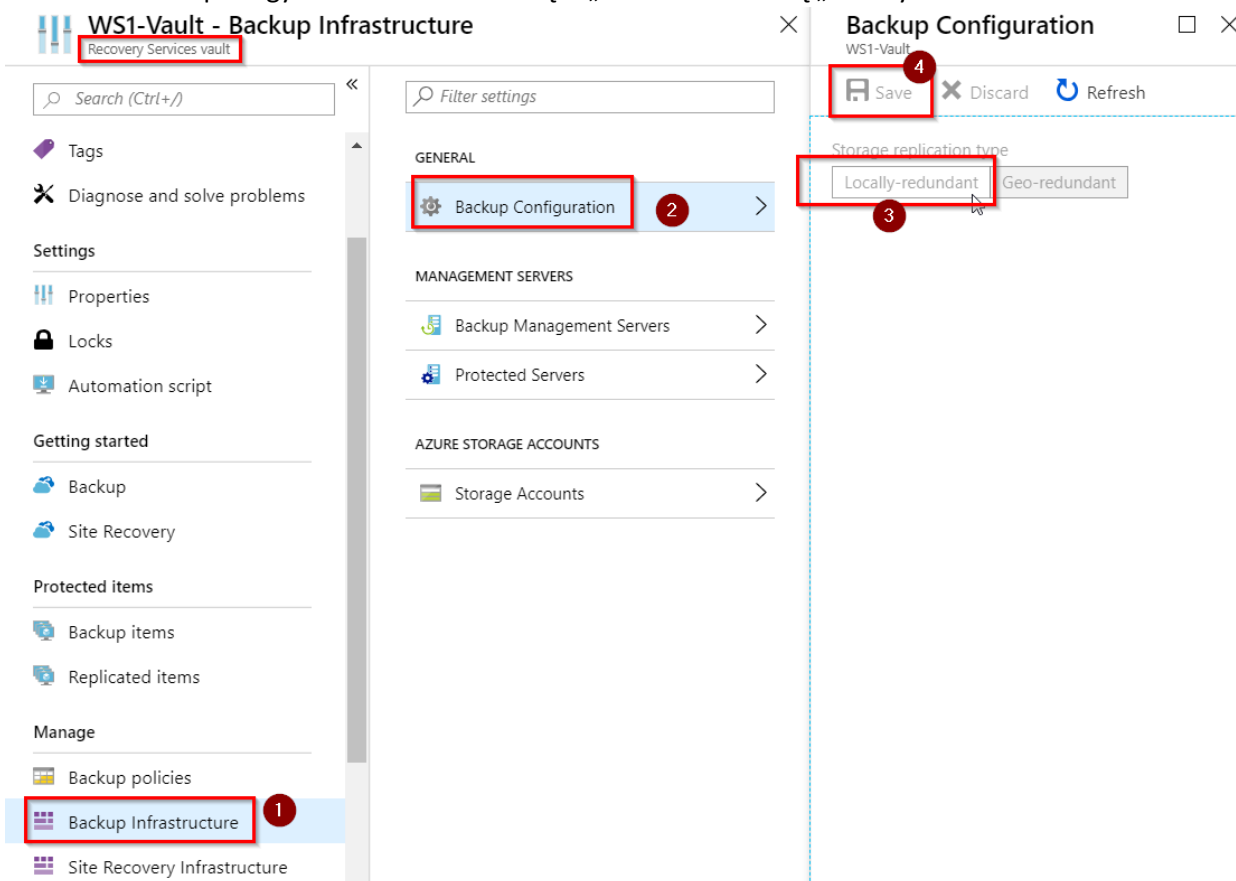 WS1-Vault - Backup Infrastructure
Recovery Services vault
Search (Ctrl+/)
«
Tags
Diagnose and solve problems
Settings
Properties
Locks
Automation script
Getting started
Backup
Site Recovery
Protected items
Backup items
Replicated items
Manage
Backup policies
Backup Infrastructure
1
Site Recovery Infrastructure
Filter settings
GENERAL
Backup Configuration
2
MANAGEMENT SERVERS
Backup Management Servers
Protected Servers
AZURE STORAGE ACCOUNTS
Storage Accounts
Backup Configuration
WS1-Vault
4
Save Discard Refresh
Storage replication type
Locally-redundant Geo-redundant
3